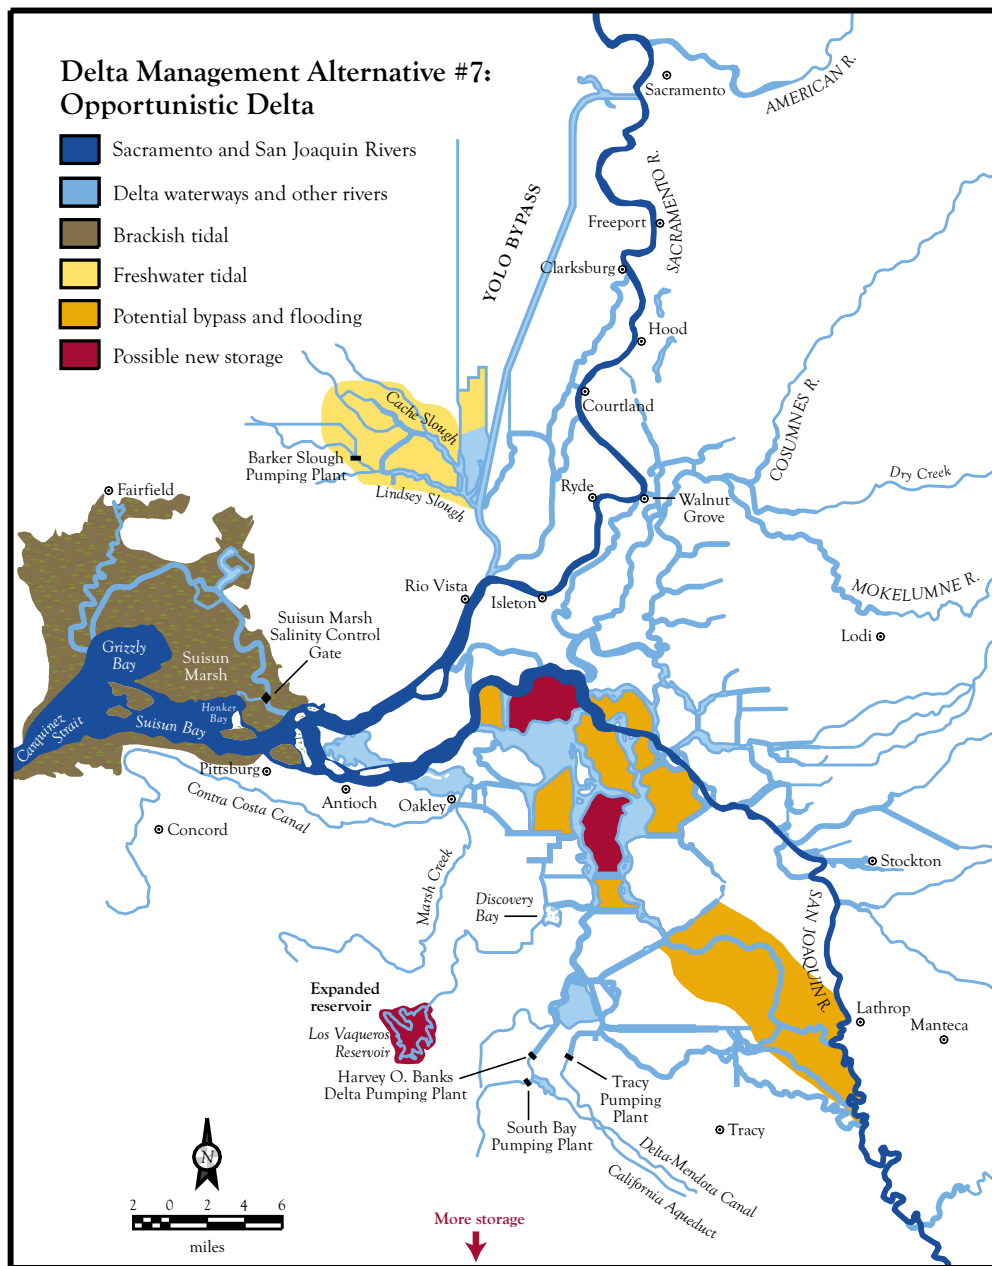 Delta Management Alternative #7:
Opportunistic Delta
Sacramento and San Joaquin Rivers
Delta waterways and other rivers
Brackish tidal
Freshwater tidal
Potential bypass and flooding
Possible new storage
Sacramento
AMERICAN R.
YOLO BYPASS
SACRAMENTO R.
Freeport
Clarksburg
Hood
Courtland
COSUMNES R.
Cache Slough
Barker Slough
Pumping Plant
Lindsey Slough
Dry Creek
Ryde
Walnut
Grove
Fairfield
MOKELUMNE R.
Rio Vista
Isleton
Lodi
Suisun Marsh
Salinity Control
Gate
Grizzly
Bay
Suisun
Marsh
Honker
Bay
Suisun Bay
Carquinez
Strait
Pittsburg
Antioch
Oakley
Contra Costa Canal
Concord
Marsh Creek
Stockton
Discovery
Bay
SAN JOAQUIN R.
Expanded
reservoir
Los Vaqueros
Reservoir
Lathrop
Manteca
Harvey O. Banks
Delta Pumping Plant
Tracy
Pumping
Plant
South Bay
Pumping Plant
Tracy
Delta-Mendota Canal
California Aqueduct
N
2 0 2 4 6
miles
More storage